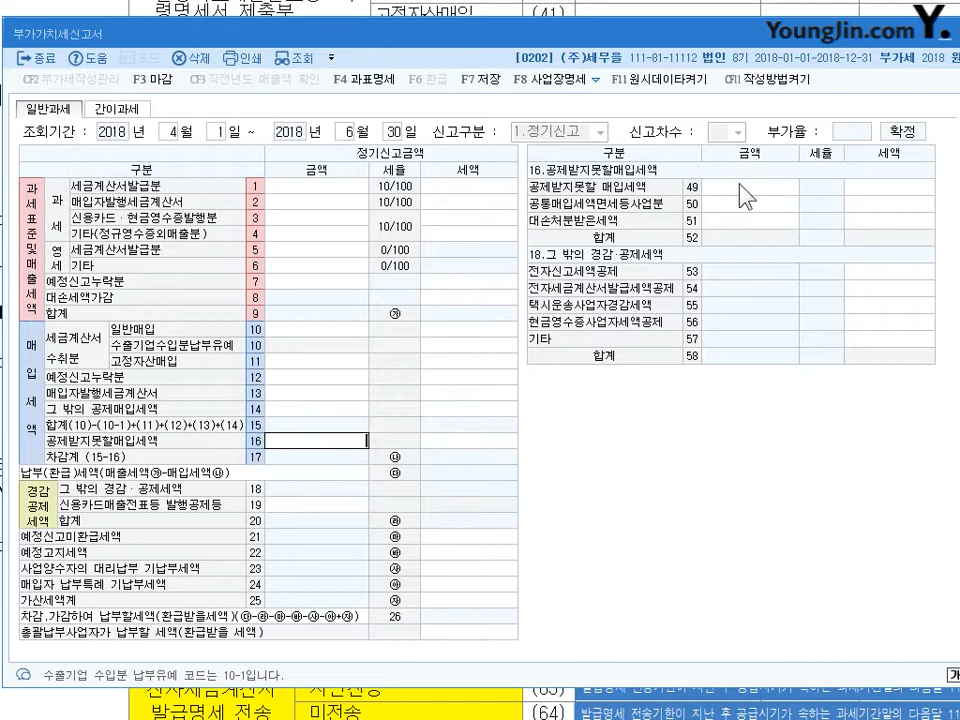 령명세서 제출부
고정자산매입
(41)
YoungJin.com Y.
부가가치세신고서
종료 도움 코드 삭제 인쇄 조회
[0202] (주)세무을 111-81-11112 법인 8기 2018-01-01~2018-12-31 부가세 2018 원
CF2 부가세작성관리 F3 마감 CF3 직전년도 매출액 확인 F4 과표명세 F6 환급 F7 저장 F8 사업장명세 F11 원시데이타켜기 CF11 작성방법켜기
일반과세 간이과세
조회기간 : 2018 년 4 월 1 일 ~ 2018 년 6 월 30 일 신고구분 : 1.정기신고 신고차수 : 부가율 : 확정
정기신고금액
구분 금액 세율 세액
과세표준및매출세액
과세
세금계산서발급분 1 10/100
매입자발행세금계산서 2 10/100
신용카드 · 현금영수증발행분 3 10/100
기타(정규영수증외매출분) 4
영세
세금계산서발급분 5 0/100
기타 6 0/100
예정신고누락분 7
대손세액가감 8
합계 9 ㉮
매입세액
세금계산서 수취분
일반매입 10
수출기업수입분납부유예 10
고정자산매입 11
예정신고누락분 12
매입자발행세금계산서 13
그 밖의 공제매입세액 14
합계(10)-(10-1)+(11)+(12)+(13)+(14) 15
공제받지못할매입세액 16
차감계 (15-16) 17 ㉯
납부(환급)세액(매출세액㉮-매입세액㉯) ㉰
경감공제세액
그 밖의 경감 · 공제세액 18
신용카드매출전표등 발행공제등 19
합계 20 ㉱
예정신고미환급세액 21 ㉲
예정고지세액 22 ㉳
사업양수자의 대리납부 기납부세액 23 ㉴
매입자 납부특례 기납부세액 24 ㉵
가산세액계 25 ㉶
차감.가감하여 납부할세액(환급받을세액)(㉰-㉱-㉲-㉳-㉴-㉵+㉶) 26
총괄납부사업자가 납부할 세액(환급받을 세액)
구분 금액 세율 세액
16.공제받지못할매입세액
공제받지못할 매입세액 49
공통매입세액면세등사업분 50
대손처분받은세액 51
합계 52
18.그 밖의 경감·공제세액
전자신고세액공제 53
전자세금계산서발급세액공제 54
택시운송사업자경감세액 55
현금영수증사업자세액공제 56
기타 57
합계 58
수출기업 수입분 납부유예 코드는 10-1입니다.
가
전자세금계산서
지연전송
(63)
발급명세 전송
미전송
(64)